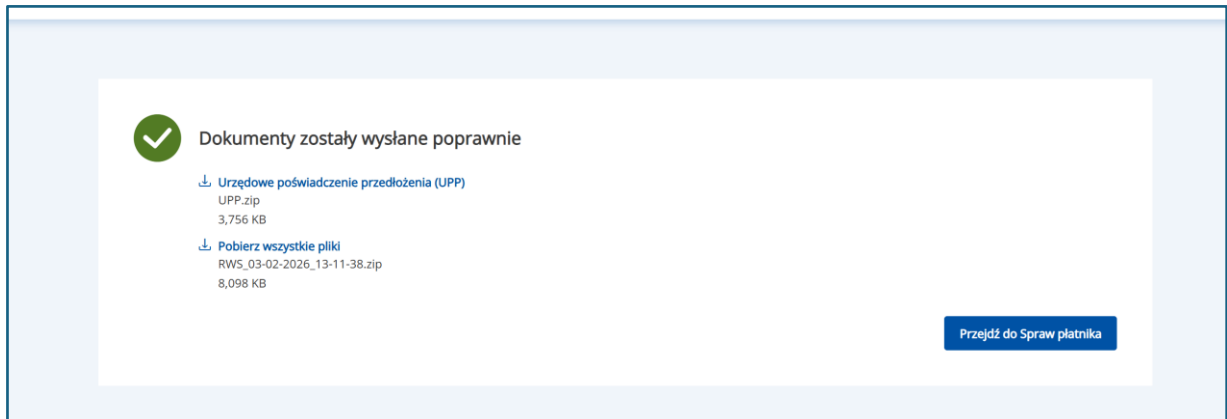 Dokumenty zostały wysłane poprawnie
Urzędowe poświadczenie przedłożenia (UPP)
UPP.zip
3,756 KB
Pobierz wszystkie pliki
RWS_03-02-2026_13-11-38.zip
8,098 KB
Przejdź do Spraw płatnika